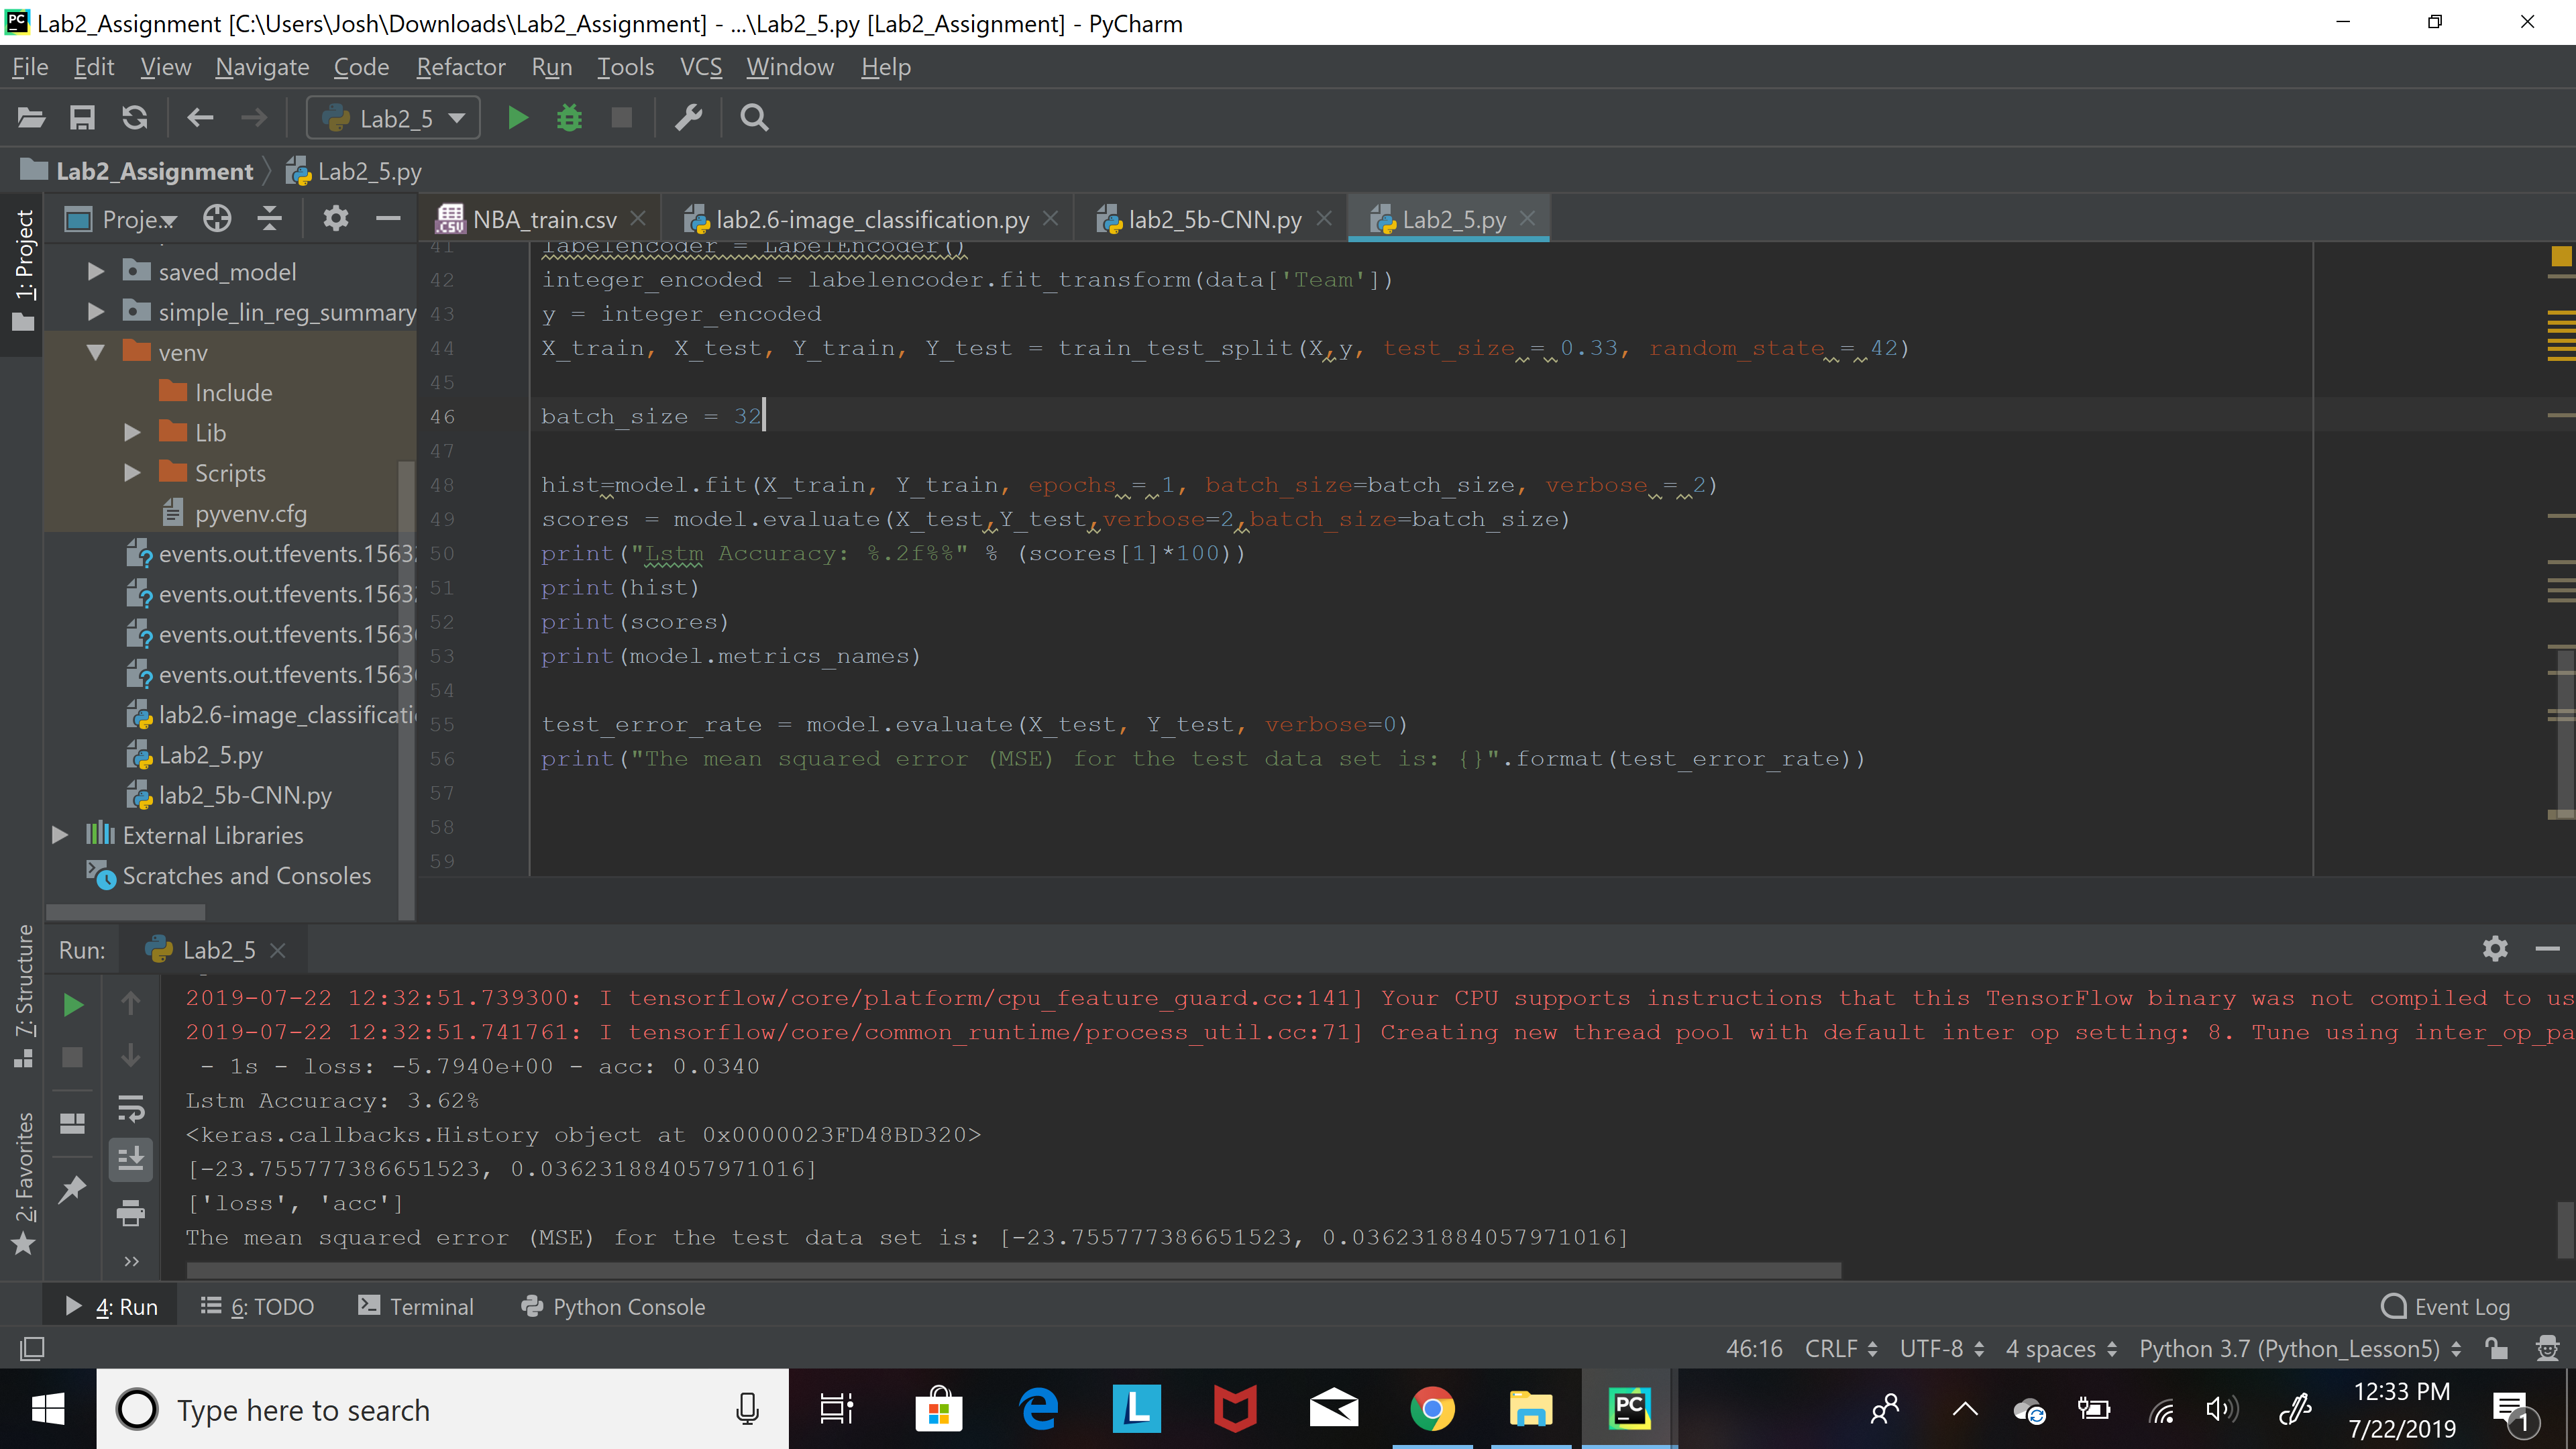 PC Lab2_Assignment [C:\Users\Josh\Downloads\Lab2_Assignment] - ...\Lab2_5.py [Lab2_Assignment] - PyCharm
File Edit View Navigate Code Refactor Run Tools VCS Window Help
Lab2_5
Lab2_Assignment Lab2_5.py
1: Project
Proje...
NBA_train.csv lab2.6-image_classification.py lab2_5b-CNN.py Lab2_5.py
saved_model
simple_lin_reg_summary
venv
Include
Lib
Scripts
pyvenv.cfg
events.out.tfevents.1563
events.out.tfevents.1563
events.out.tfevents.1563
events.out.tfevents.1563
lab2.6-image_classificati
Lab2_5.py
lab2_5b-CNN.py
External Libraries
Scratches and Consoles
41 labelencoder = LabelEncoder()
42 integer_encoded = labelencoder.fit_transform(data['Team'])
43 y = integer_encoded
44 X_train, X_test, Y_train, Y_test = train_test_split(X,y, test_size = 0.33, random_state = 42)
45
46 batch_size = 32
47
48 hist=model.fit(X_train, Y_train, epochs = 1, batch_size=batch_size, verbose = 2)
49 scores = model.evaluate(X_test,Y_test,verbose=2,batch_size=batch_size)
50 print("Lstm Accuracy: %.2f%%" % (scores[1]*100))
51 print(hist)
52 print(scores)
53 print(model.metrics_names)
54
55 test_error_rate = model.evaluate(X_test, Y_test, verbose=0)
56 print("The mean squared error (MSE) for the test data set is: {}".format(test_error_rate))
57
58
59
7: Structure
2: Favorites
Run: Lab2_5
2019-07-22 12:32:51.739300: I tensorflow/core/platform/cpu_feature_guard.cc:141] Your CPU supports instructions that this TensorFlow binary was not compiled to us
2019-07-22 12:32:51.741761: I tensorflow/core/common_runtime/process_util.cc:71] Creating new thread pool with default inter op setting: 8. Tune using inter_op_pa
- 1s - loss: -5.7940e+00 - acc: 0.0340
Lstm Accuracy: 3.62%
<keras.callbacks.History object at 0x0000023FD48BD320>
[-23.755777386651523, 0.036231884057971016]
['loss', 'acc']
The mean squared error (MSE) for the test data set is: [-23.755777386651523, 0.036231884057971016]
4: Run 6: TODO Terminal Python Console Event Log
46:16 CRLF UTF-8 4 spaces Python 3.7 (Python_Lesson5)
Type here to search
L
PC
12:33 PM
7/22/2019
1